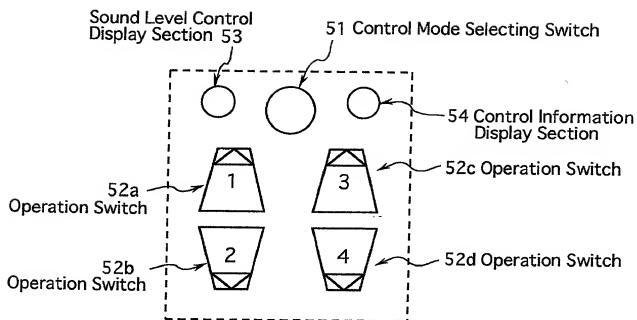 Sound Level Control
Display Section 53
51 Control Mode Selecting Switch
54 Control Information
Display Section
1
3
52c Operation Switch
52a
Operation Switch
2
4
52b
Operation Switch
52d Operation Switch